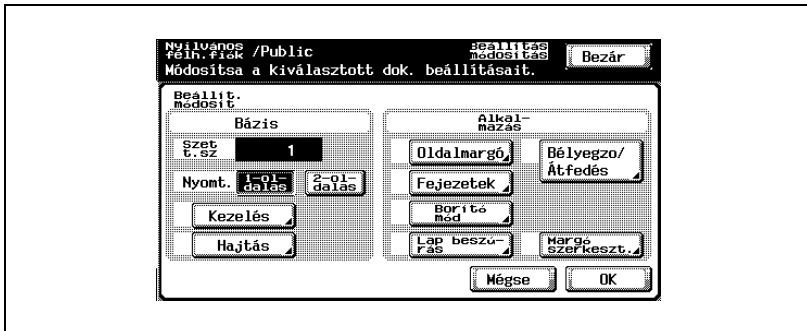 Nyilvános
félh.fiók /Public
Beállítás
módosítás
Bezár
Módosítsa a kiválasztott dok. beállításait.
Beállít.
módosít
Bázis
Szet
t.sz
1
Nyomt.
1-ol-
dalas
2-ol-
dalas
Kezelés
Hajtás
Alkal-
mazás
Oldalmargó
Fejezetek
Borító
mód
Lap beszú-
rás
Bélyegzo/
Átfedés
Margó
szerkeszt.
Mégse
OK